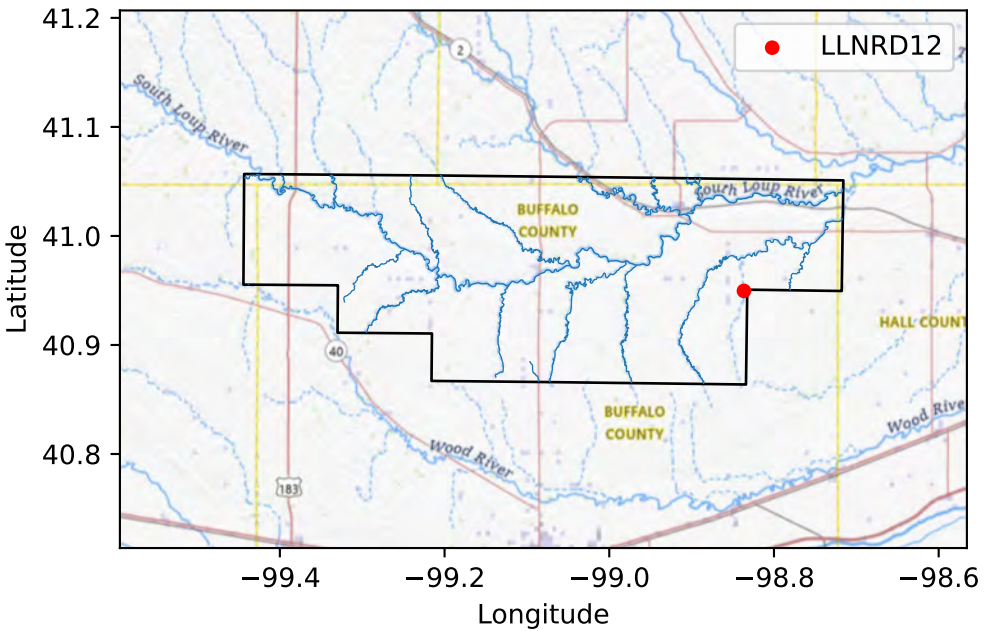 41.2
41.1
41.0
40.9
40.8
Latitude
LLNRD12
2
South Loup River
South Loup River
BUFFALO
COUNTY
HALL COUNT
40
BUFFALO
COUNTY
Wood River
Wood Rive
183
−99.4
−99.2
−99.0
−98.8
−98.6
Longitude